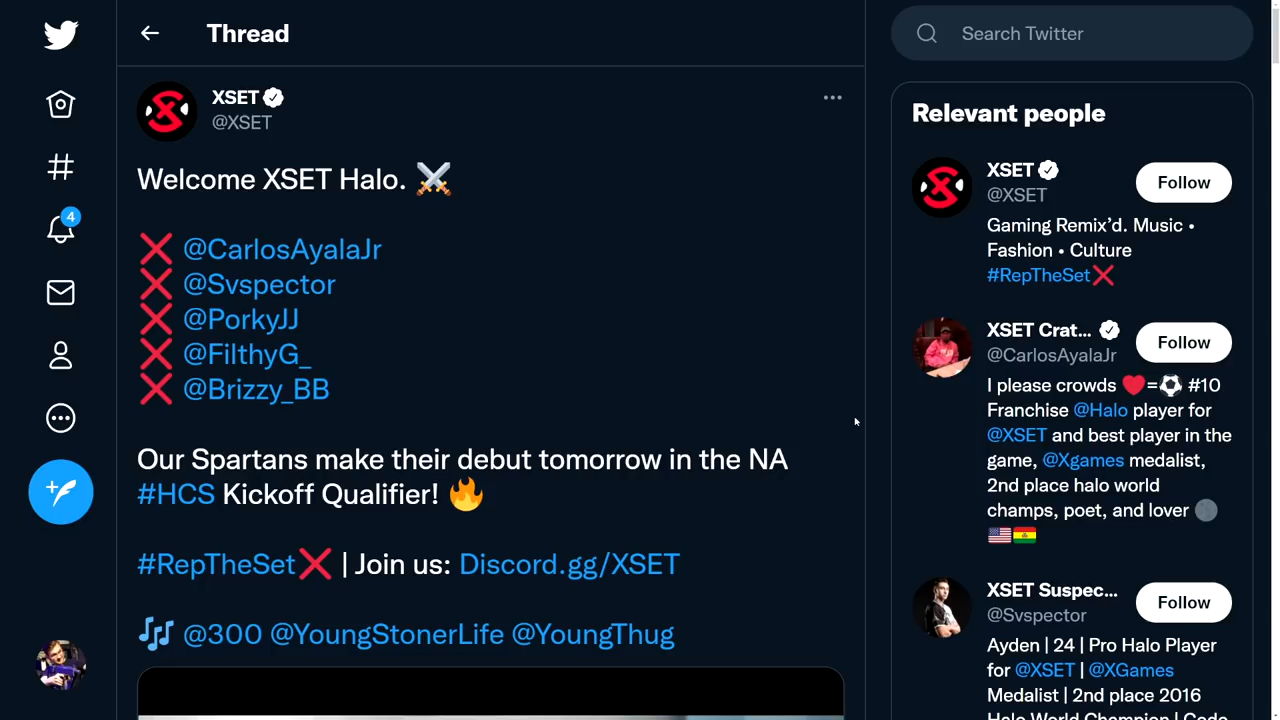 Thread
Search Twitter
XSET
@XSET
Welcome XSET Halo. ⚔️
❌ @CarlosAyalaJr
❌ @Svspector
❌ @PorkyJJ
❌ @FilthyG_
❌ @Brizzy_BB
Our Spartans make their debut tomorrow in the NA
#HCS Kickoff Qualifier! 🔥
#RepTheSet❌ | Join us: Discord.gg/XSET
🎶 @300 @YoungStonerLife @YoungThug
4
Relevant people
XSET
@XSET
Follow
Gaming Remix’d. Music •
Fashion • Culture
#RepTheSet❌
XSET Crat...
@CarlosAyalaJr
Follow
I please crowds ❤️=⚽ #10
Franchise @Halo player for
@XSET and best player in the
game, @Xgames medalist,
2nd place halo world
champs, poet, and lover 🌑
🇺🇸🇧🇴
XSET Suspec...
@Svspector
Follow
Ayden | 24 | Pro Halo Player
for @XSET | @XGames
Medalist | 2nd place 2016
Halo World Champion | Code